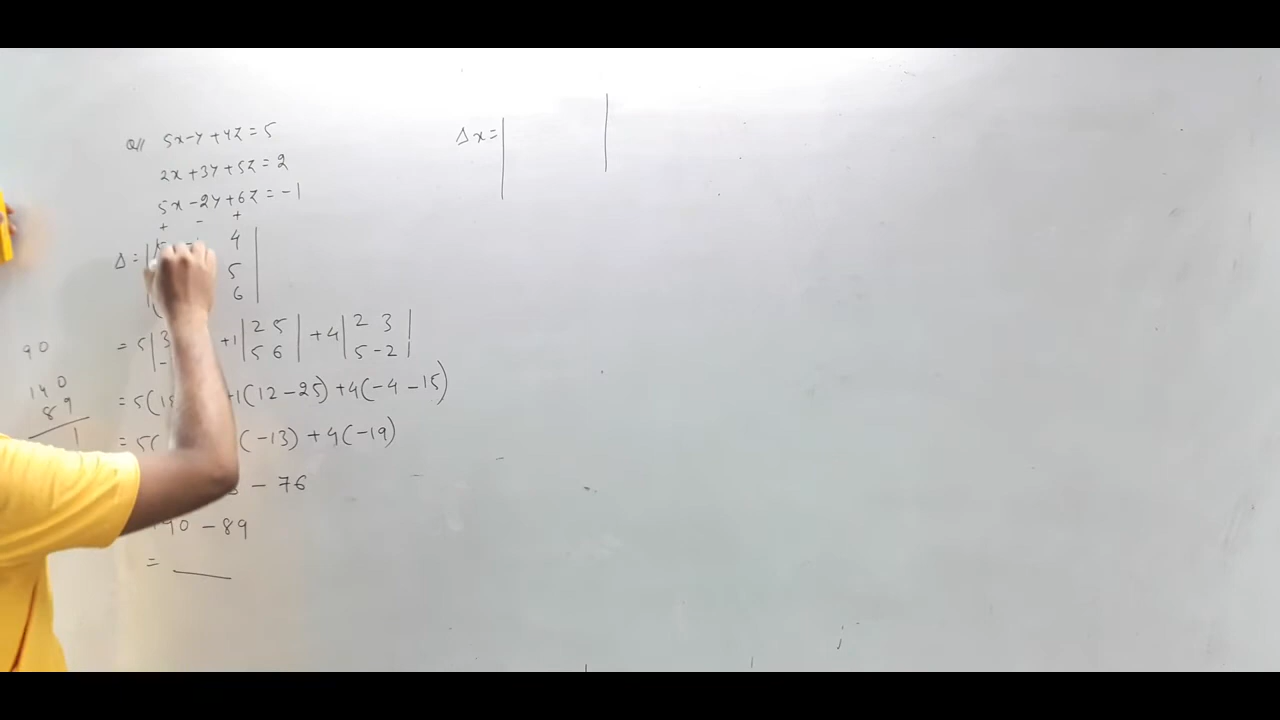 Q// 5x-y+4z=5
2x+3y+5z=2
5x-2y+6z=-1
+ - +
Δ= 4
5
6
= 5| 3 +1| 2 5 | +4| 2 3 |
5 6 5 -2
= 5( +1(12-25) +4(-4-15)
= 5( (-13) +4(-19)
- 76
90 - 89
=
90
140
89
1
Δx=